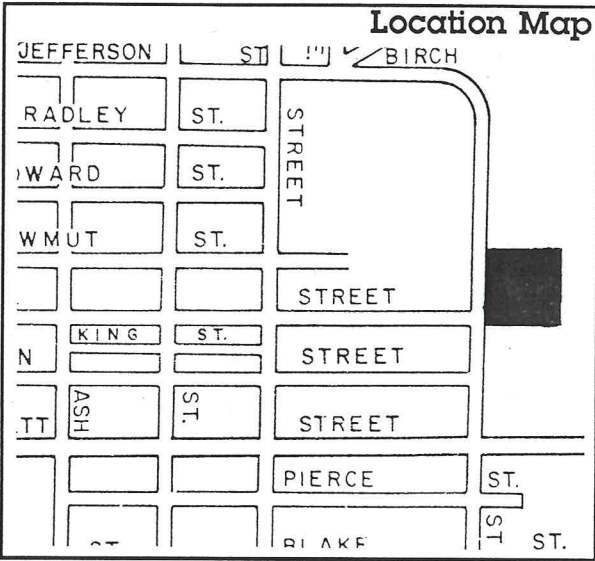 Location Map
JEFFERSON ST BIRCH
RADLEY ST.
STREET
WARD ST.
WMUT ST.
STREET
KING ST.
N STREET
ASH ST.
TT STREET
PIERCE ST.
ST
BLAKE ST.